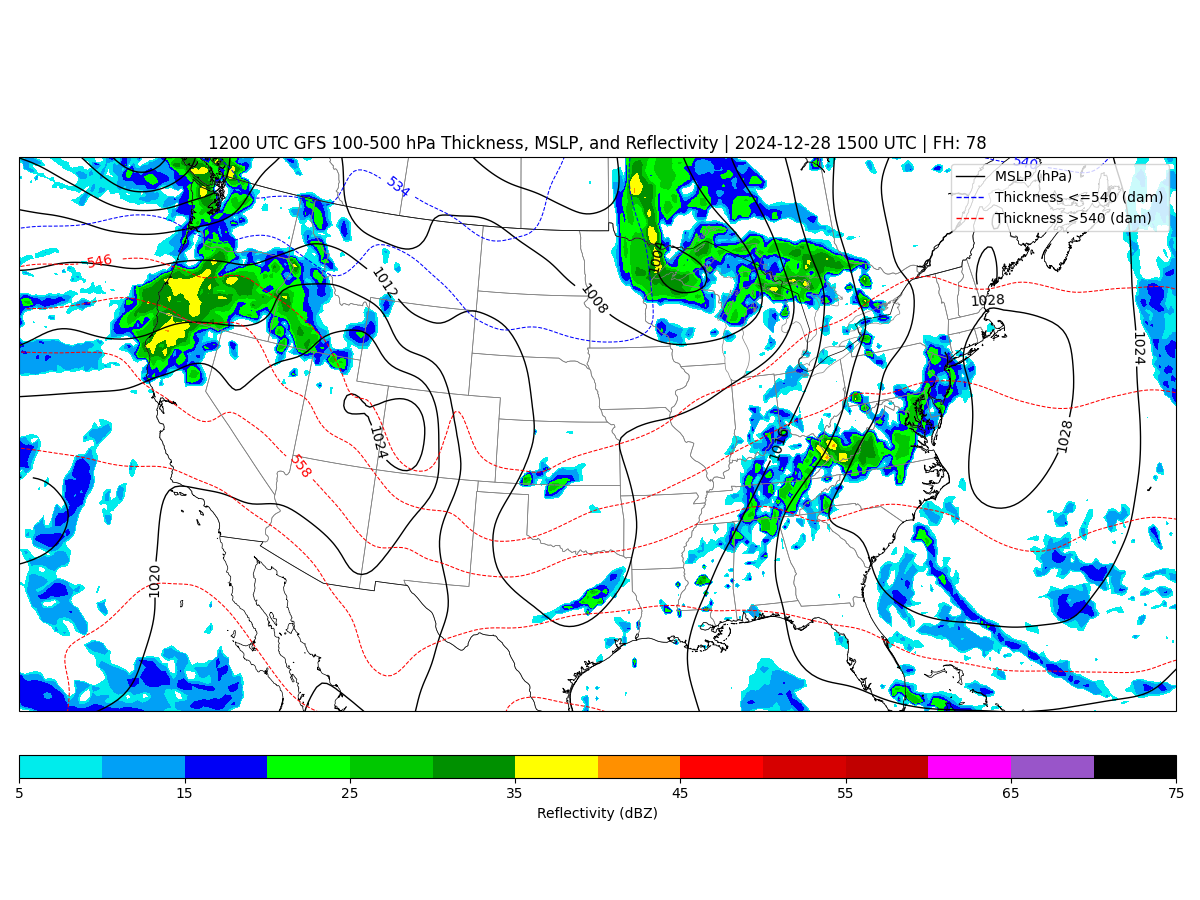 1200 UTC GFS 100-500 hPa Thickness, MSLP, and Reflectivity | 2024-12-28 1500 UTC | FH: 78
540
MSLP (hPa)
Thickness <=540 (dam)
Thickness >540 (dam)
534
546
1012
1008
1028
1024
1024
1028
1016
558
1020
5 15 25 35 45 55 65 75
Reflectivity (dBZ)